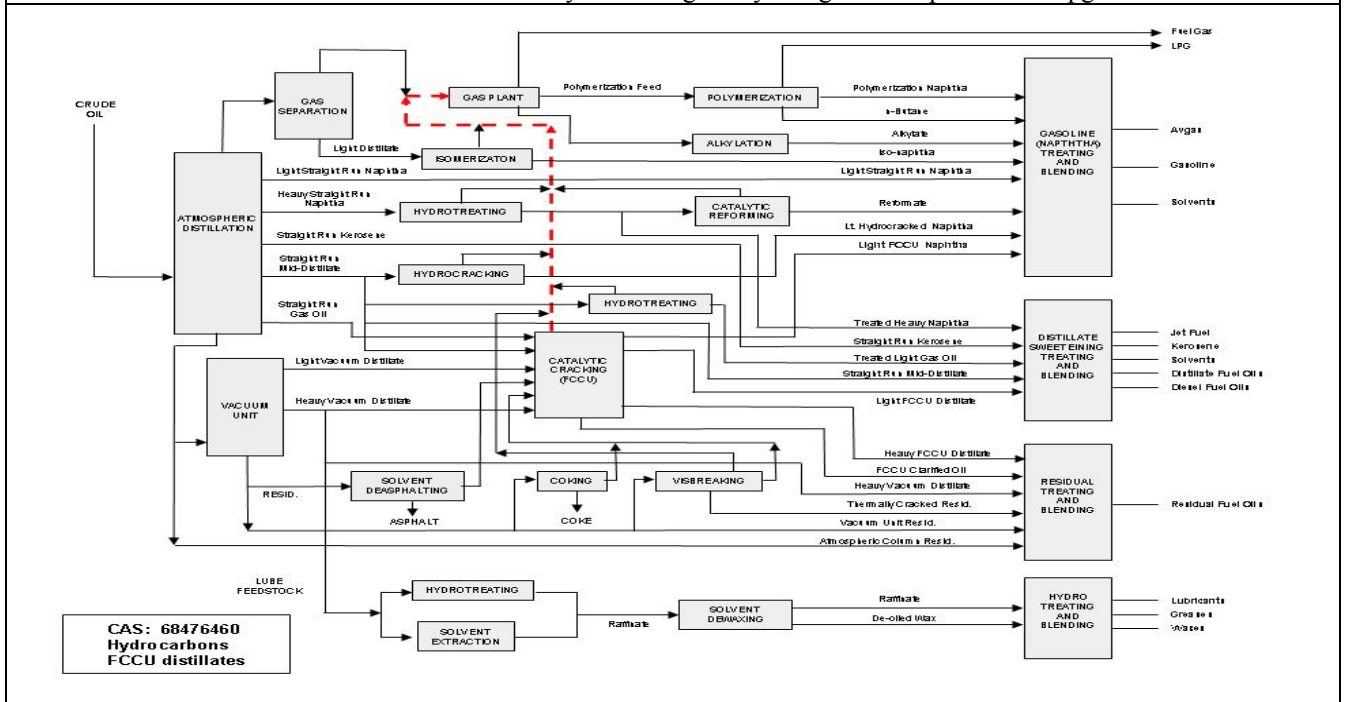 CRUDE
OIL
GAS
SEPARATION
Light Distillate
ISOMERIZATON
GAS PLANT
Polymerization Feed
POLYMERIZATION
Polymerization Naphtha
n-Butane
ALKYLATION
Alkylate
Iso-naphtha
Fuel Gas
LPG
GASOLINE
(NAPTHTHA)
TREATING
AND
BLENDING
Avgas
Gasoline
Solvents
ATMOSPHERIC
DISTILLATION
Light Straight Run Naphtha
Light Straight Run Naphtha
Heavy Straight Run
Naphtha
HYDROTREATING
CATALYTIC
REFORMING
Reformate
Straight Run Kerosene
Lt. Hydrocracked Naphtha
Light FCCU Naphtha
Straight Run
Mid-Distillate
HYDROCRACKING
HYDROTREATING
Straight Run
Gas Oil
CATALYTIC
CRACKING
(FCCU)
Treated Heavy Naphtha
Straight Run Kerosene
Treated Light Gas Oil
Straight Run Mid-Distillate
Light FCCU Distillate
DISTILLATE
SWEETEINING
TREATING
AND
BLENDING
Jet Fuel
Kerosene
Solvents
Distillate Fuel Oils
Diesel Fuel Oils
VACUUM
UNIT
Light Vacuum Distillate
Heavy Vacuum Distillate
RESID.
SOLVENT
DEASPHALTING
ASPHALT
COKING
COKE
VISBREAKING
Heavy FCCU Distillate
FCCU Clarified Oil
Heavy Vacuum Distillate
Thermally Cracked Resid.
Vacuum Unit Resid.
Atmospheric Column Resid.
RESIDUAL
TREATING
AND
BLENDING
Residual Fuel Oils
LUBE
FEEDSTOCK
HYDROTREATING
SOLVENT
EXTRACTION
Raffinate
SOLVENT
DEWAXING
Raffinate
De-oiled Wax
HYDRO
TREATING
AND
BLENDING
Lubricants
Greases
Waxes
CAS: 68476460
Hydrocarbons
FCCU distillates